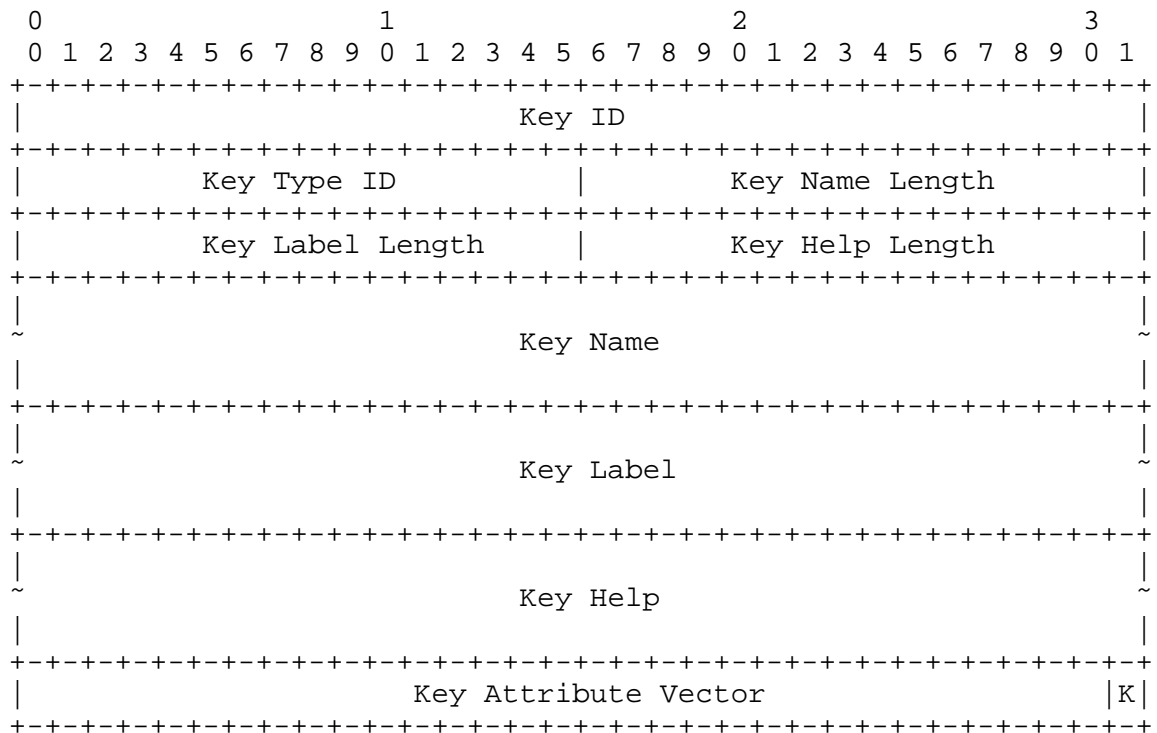 0                   1                   2                   3
 0 1 2 3 4 5 6 7 8 9 0 1 2 3 4 5 6 7 8 9 0 1 2 3 4 5 6 7 8 9 0 1
+-+-+-+-+-+-+-+-+-+-+-+-+-+-+-+-+-+-+-+-+-+-+-+-+-+-+-+-+-+-+-+-+
|                            Key ID                             |
+-+-+-+-+-+-+-+-+-+-+-+-+-+-+-+-+-+-+-+-+-+-+-+-+-+-+-+-+-+-+-+-+
|          Key Type ID          |        Key Name Length        |
+-+-+-+-+-+-+-+-+-+-+-+-+-+-+-+-+-+-+-+-+-+-+-+-+-+-+-+-+-+-+-+-+
|          Key Label Length     |        Key Help Length        |
+-+-+-+-+-+-+-+-+-+-+-+-+-+-+-+-+-+-+-+-+-+-+-+-+-+-+-+-+-+-+-+-+
|                                                               |
~                            Key Name                           ~
|                                                               |
+-+-+-+-+-+-+-+-+-+-+-+-+-+-+-+-+-+-+-+-+-+-+-+-+-+-+-+-+-+-+-+-+
|                                                               |
~                            Key Label                          ~
|                                                               |
+-+-+-+-+-+-+-+-+-+-+-+-+-+-+-+-+-+-+-+-+-+-+-+-+-+-+-+-+-+-+-+-+
|                                                               |
~                            Key Help                           ~
|                                                               |
+-+-+-+-+-+-+-+-+-+-+-+-+-+-+-+-+-+-+-+-+-+-+-+-+-+-+-+-+-+-+-+-+
|                      Key Attribute Vector                   |K|
+-+-+-+-+-+-+-+-+-+-+-+-+-+-+-+-+-+-+-+-+-+-+-+-+-+-+-+-+-+-+-+-+